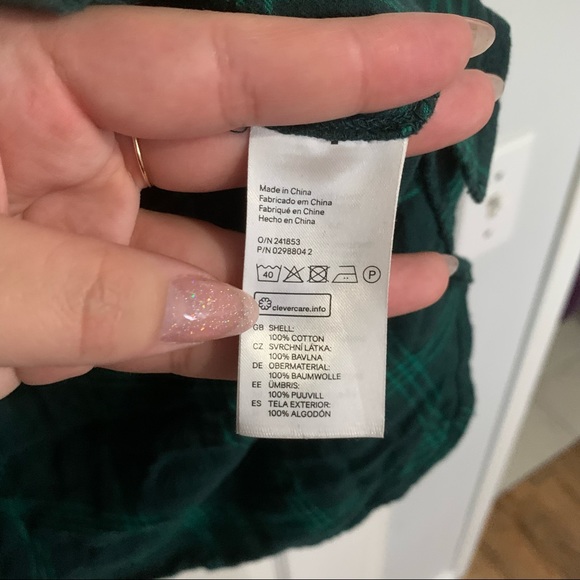 Made in China
Fabricado em China
Fabriqué en Chine
Hecho en China
O/N 241853
P/N 0298804 2
40 P
clevercare.info
GB SHELL:
100% COTTON
CZ SVRCHNÍ LÁTKA:
100% BAVLNA
DE OBERMATERIAL:
100% BAUMWOLLE
EE ÜMBRIS:
100% PUUVILL
ES TELA EXTERIOR:
100% ALGODÓN